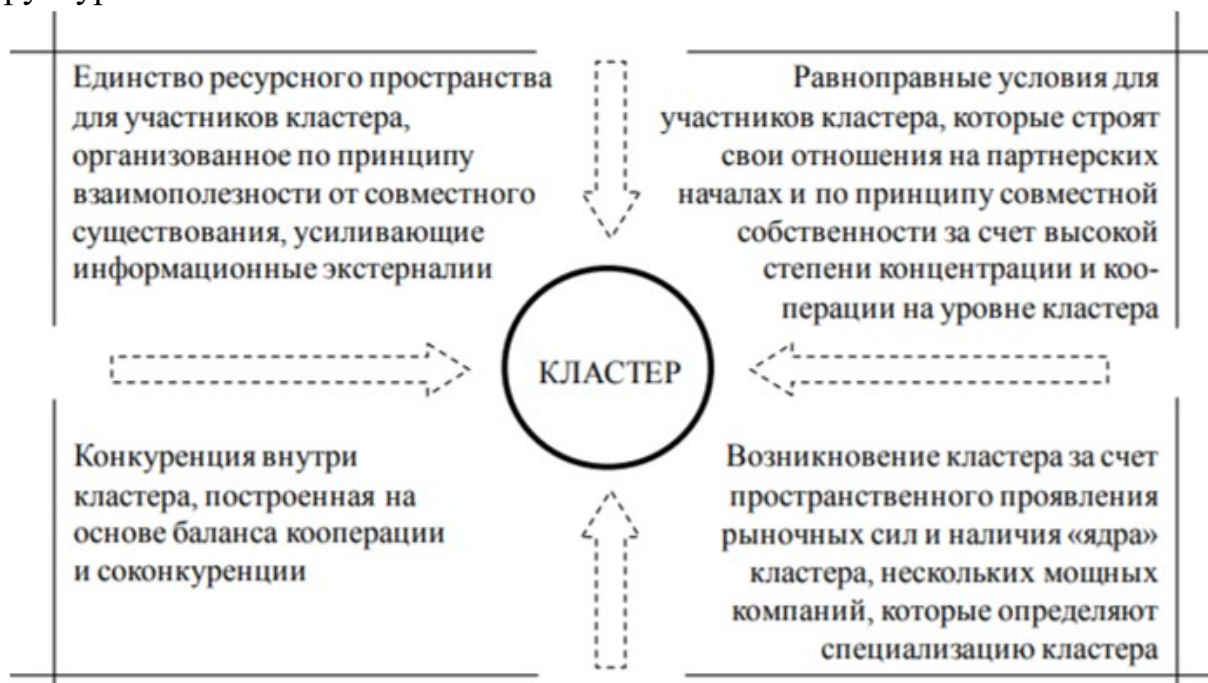 Единство ресурсного пространства
для участников кластера,
организованное по принципу
взаимополезности от совместного
существования, усиливающие
информационные экстерналии
Равноправные условия для
участников кластера, которые строят
свои отношения на партнерских
началах и по принципу совместной
собственности за счет высокой
степени концентрации и коо-
перации на уровне кластера
КЛАСТЕР
Конкуренция внутри
кластера, построенная на
основе баланса кооперации
и соконкуренции
Возникновение кластера за счет
пространственного проявления
рыночных сил и наличия «ядра»
кластера, нескольких мощных
компаний, которые определяют
специализацию кластера